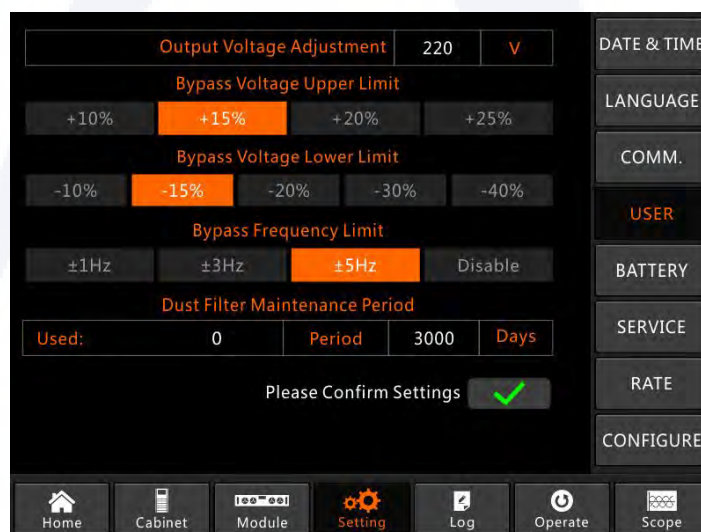 Output Voltage Adjustment 220 V
Bypass Voltage Upper Limit
+10% +15% +20% +25%
Bypass Voltage Lower Limit
-10% -15% -20% -30% -40%
Bypass Frequency Limit
±1Hz ±3Hz ±5Hz Disable
Dust Filter Maintenance Period
Used: 0 Period 3000 Days
Please Confirm Settings
DATE & TIME
LANGUAGE
COMM.
USER
BATTERY
SERVICE
RATE
CONFIGURE
Home Cabinet Module Setting Log Operate Scope